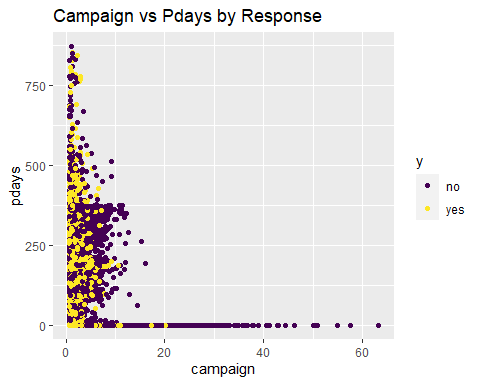 Campaign vs Pdays by Response
pdays
750
500
250
0
0
20
40
60
campaign
y
no
yes